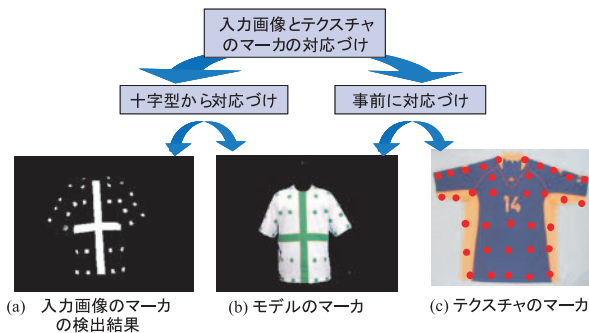 入力画像とテクスチャ
のマーカの対応づけ
十字型から対応づけ
事前に対応づけ
14
(a) 入力画像のマーカ
の検出結果
(b) モデルのマーカ
(c) テクスチャのマーカ